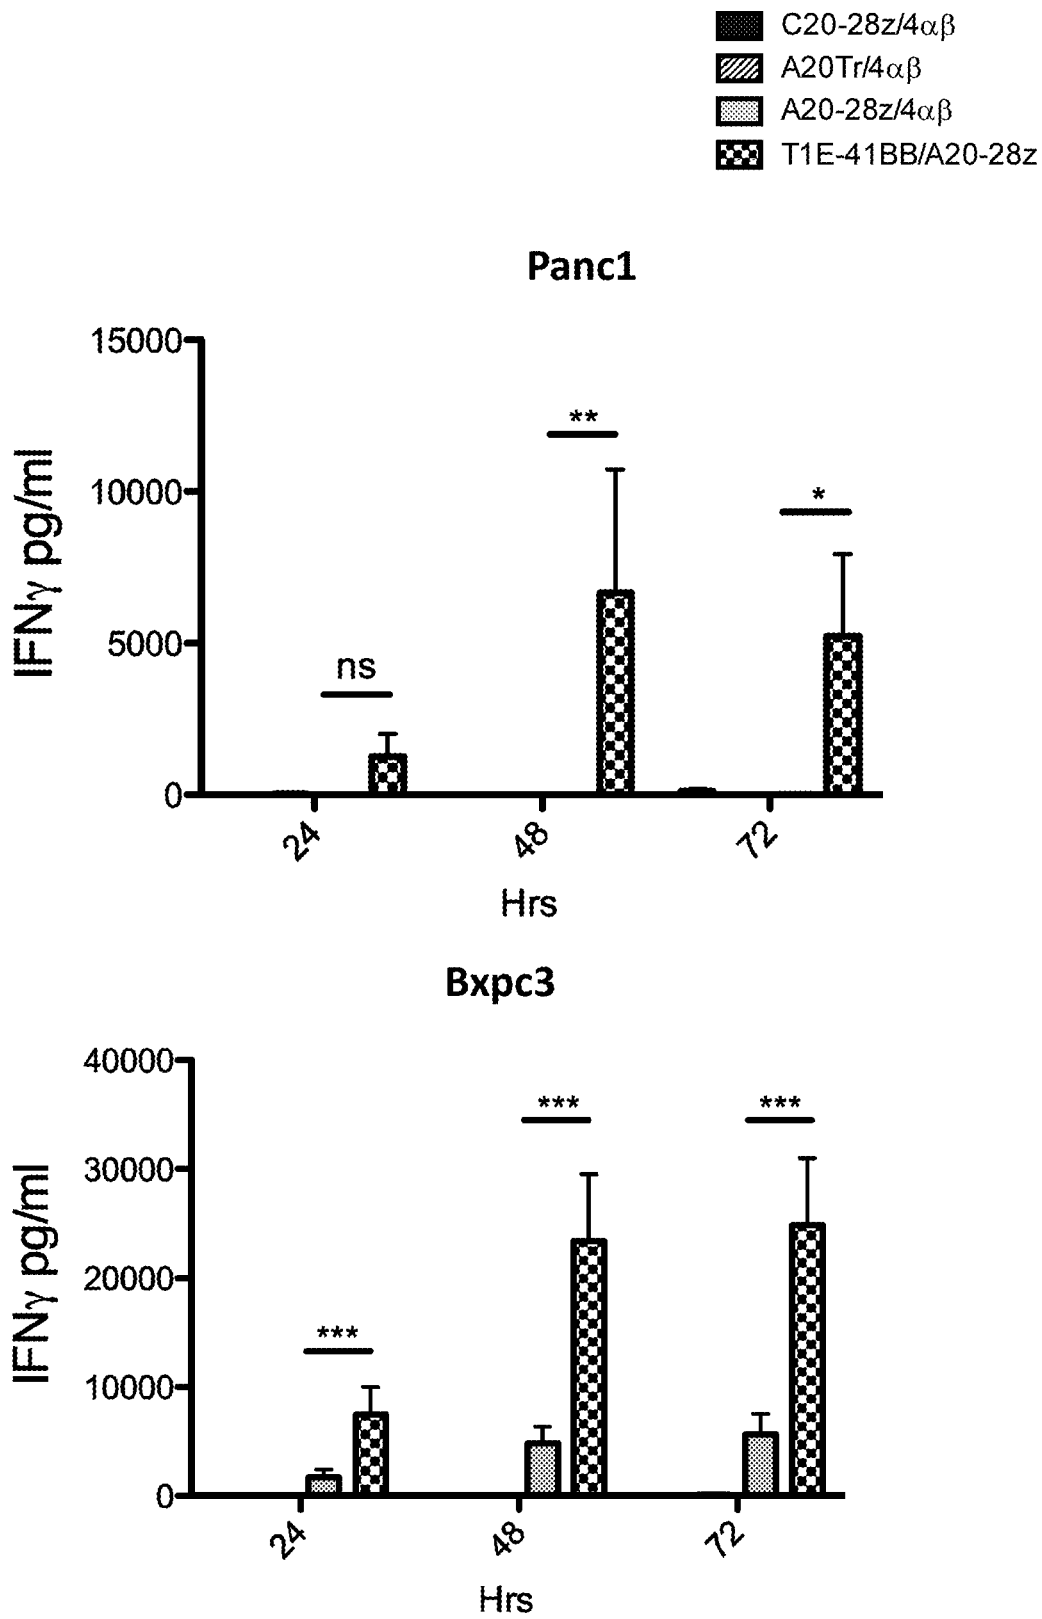 C20-28z/4αβ
A20Tr/4αβ
A20-28z/4αβ
T1E-41BB/A20-28z
Panc1
15000
10000
5000
0
IFNγ pg/ml
ns
**
*
24
48
72
Hrs
Bxpc3
40000
30000
20000
10000
0
IFNγ pg/ml
***
***
***
24
48
72
Hrs